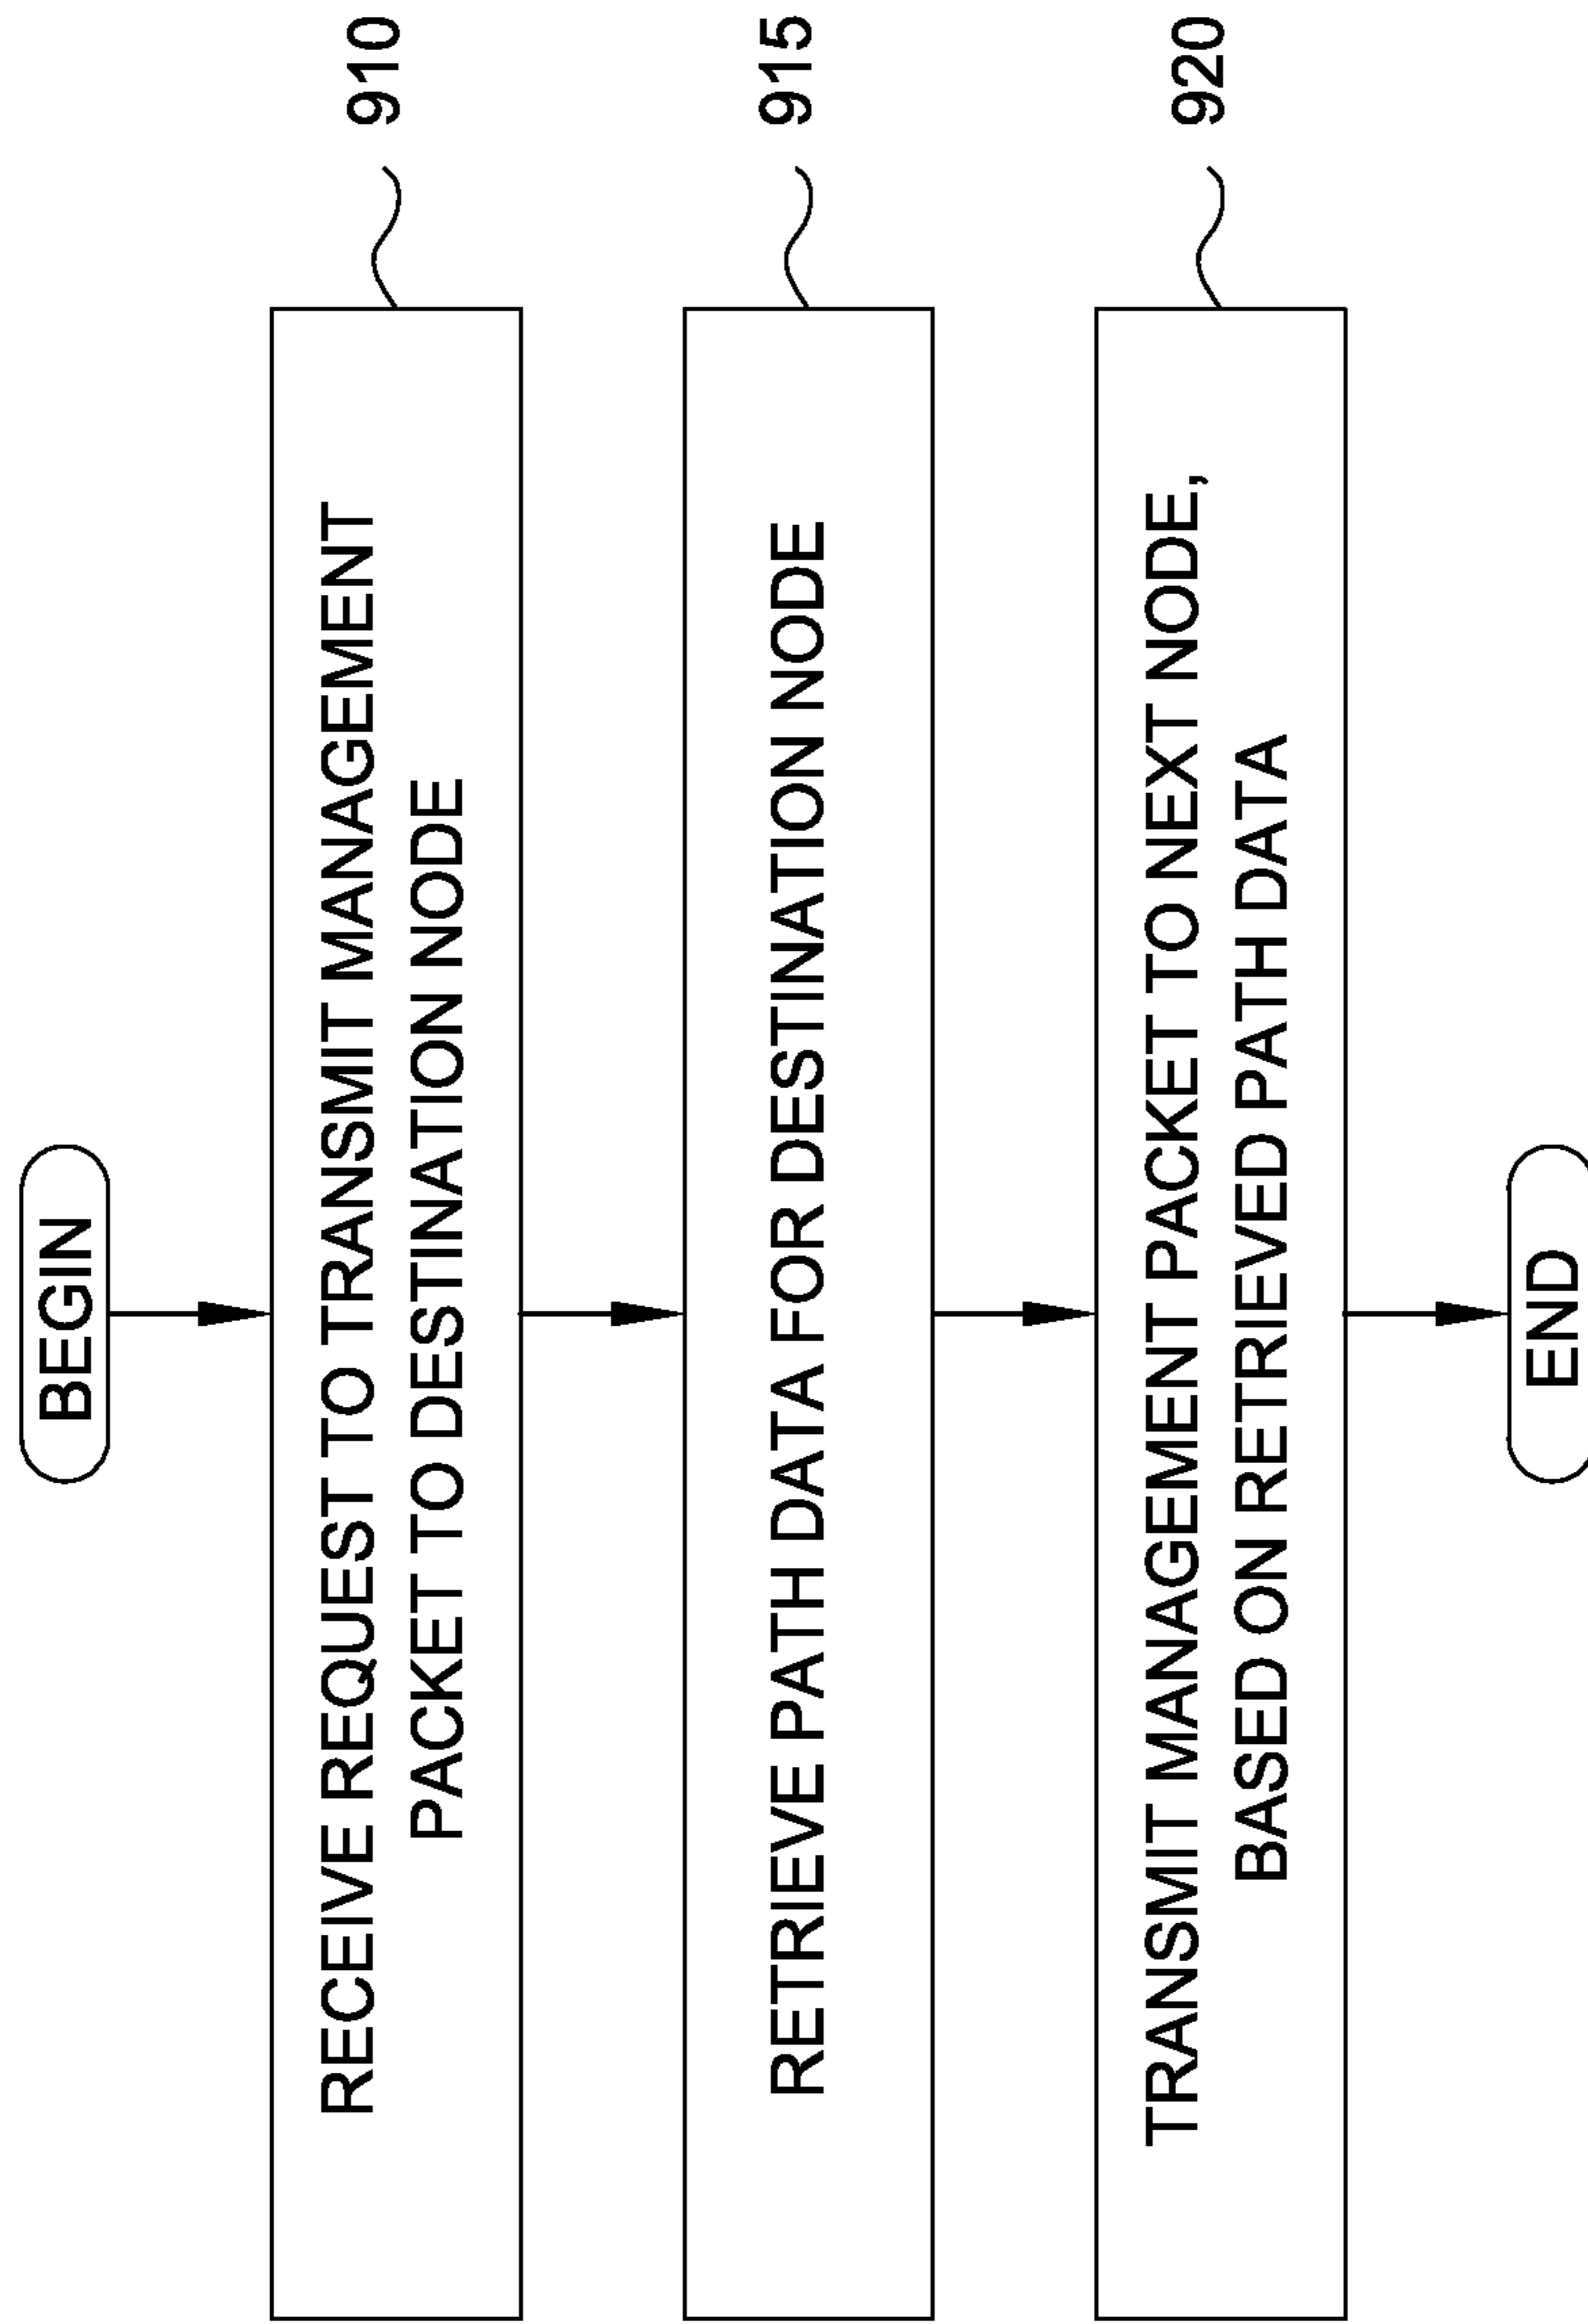 BEGIN
RECEIVE REQUEST TO TRANSMIT MANAGEMENT
PACKET TO DESTINATION NODE
910
RETRIEVE PATH DATA FOR DESTINATION NODE
915
TRANSMIT MANAGEMENT PACKET TO NEXT NODE,
BASED ON RETRIEVED PATH DATA
920
END